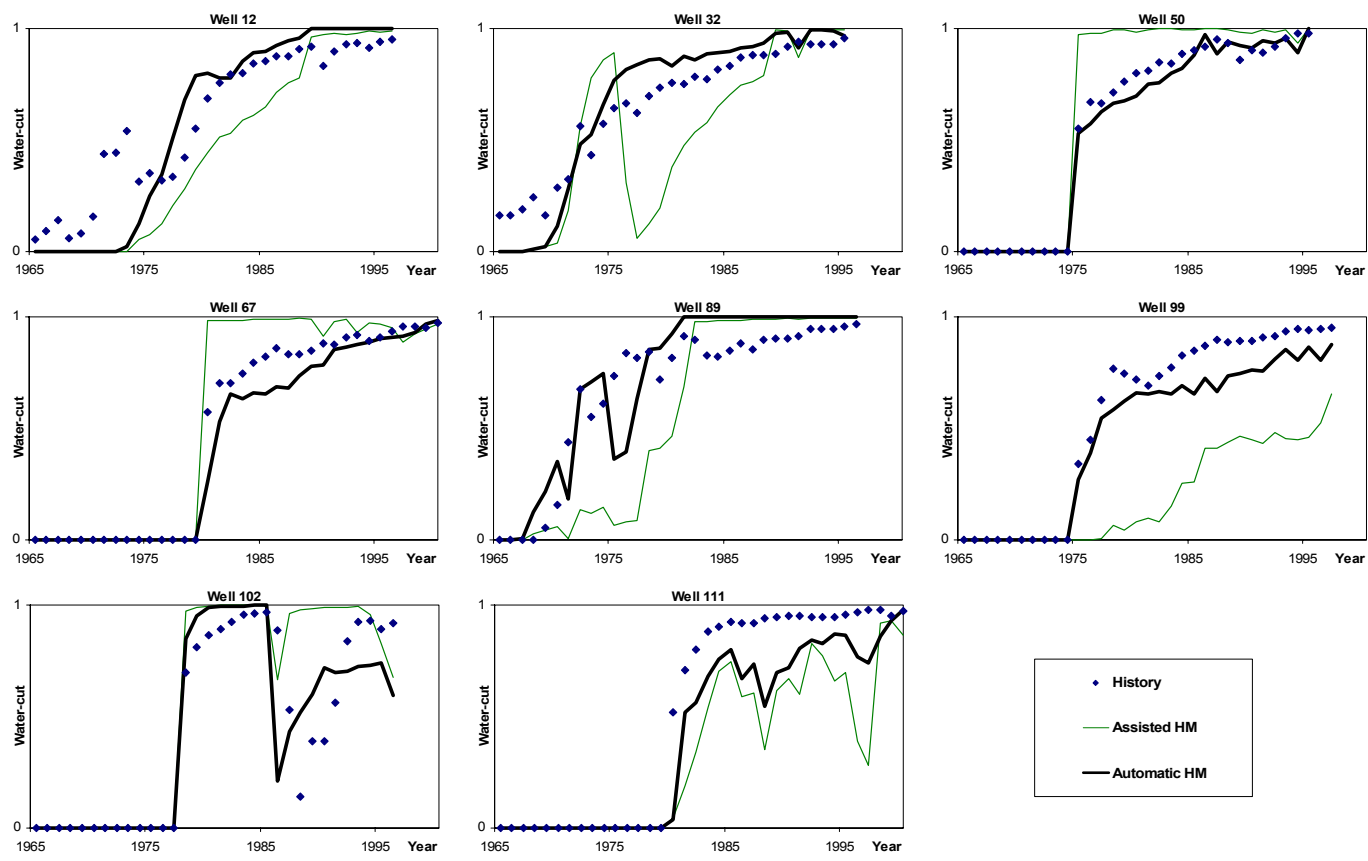 Well 12
1
Water-cut
0
1965 1975 1985 1995 Year
Well 32
1
Water-cut
0
1965 1975 1985 1995 Year
Well 50
1
Water-cut
0
1965 1975 1985 1995 Year
Well 67
1
Water-cut
0
1965 1975 1985 1995 Year
Well 89
1
Water-cut
0
1965 1975 1985 1995 Year
Well 99
1
Water-cut
0
1965 1975 1985 1995 Year
Well 102
1
Water-cut
0
1965 1975 1985 1995 Year
Well 111
1
Water-cut
0
1965 1975 1985 1995 Year
History
Assisted HM
Automatic HM